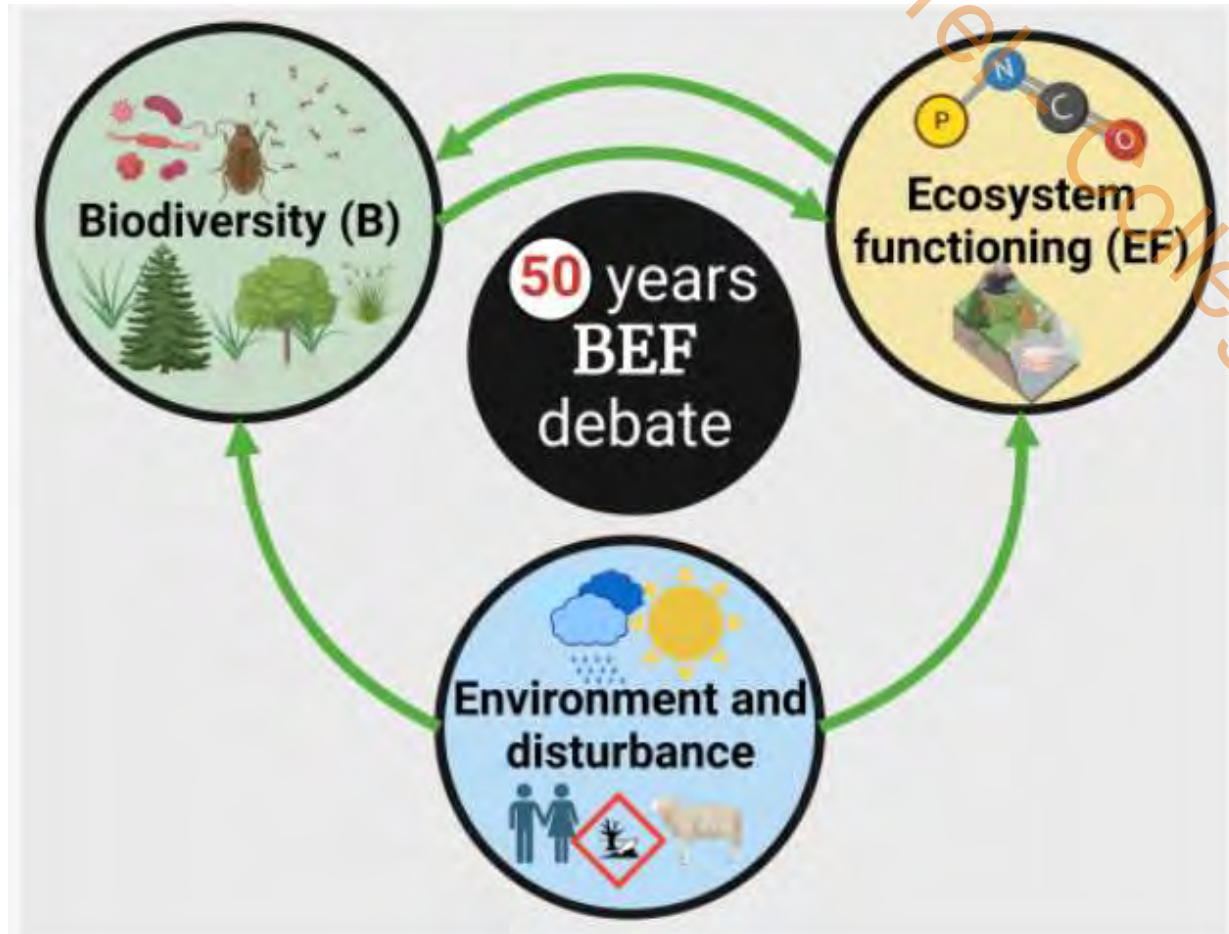 Biodiversity (B)
N
P
C
O
Ecosystem
functioning (EF)
50 years
BEF
debate
Environment and
disturbance